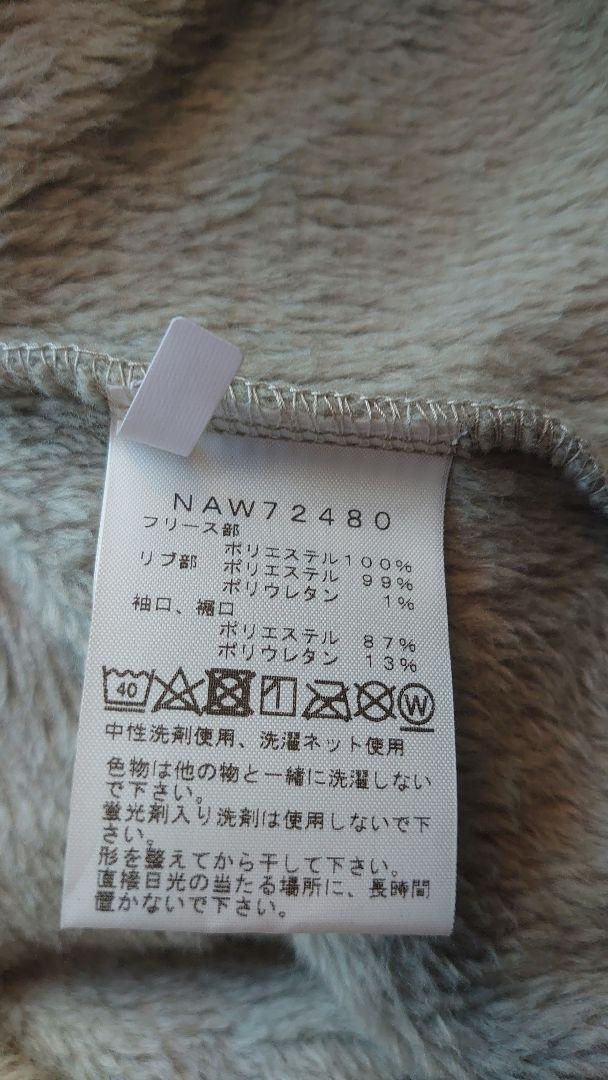 NAW72480
フリース部
ポリエステル100%
リブ部 ポリエステル 99%
ポリウレタン 1%
袖口、裾口
ポリエステル 87%
ポリウレタン 13%
40 W
中性洗剤使用、洗濯ネット使用
色物は他の物と一緒に洗濯しない
で下さい。
蛍光剤入り洗剤は使用しないで下
さい。
形を整えてから干して下さい。
直接日光の当たる場所に、長時間
置かないで下さい。